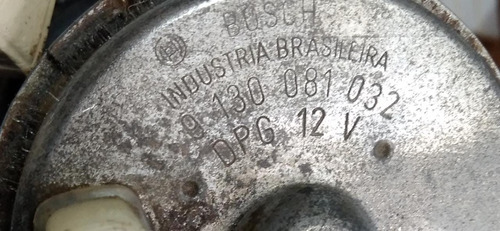 BOSCH
INDUSTRIA BRASILEIRA
9 130 081 032
DPG 12 V